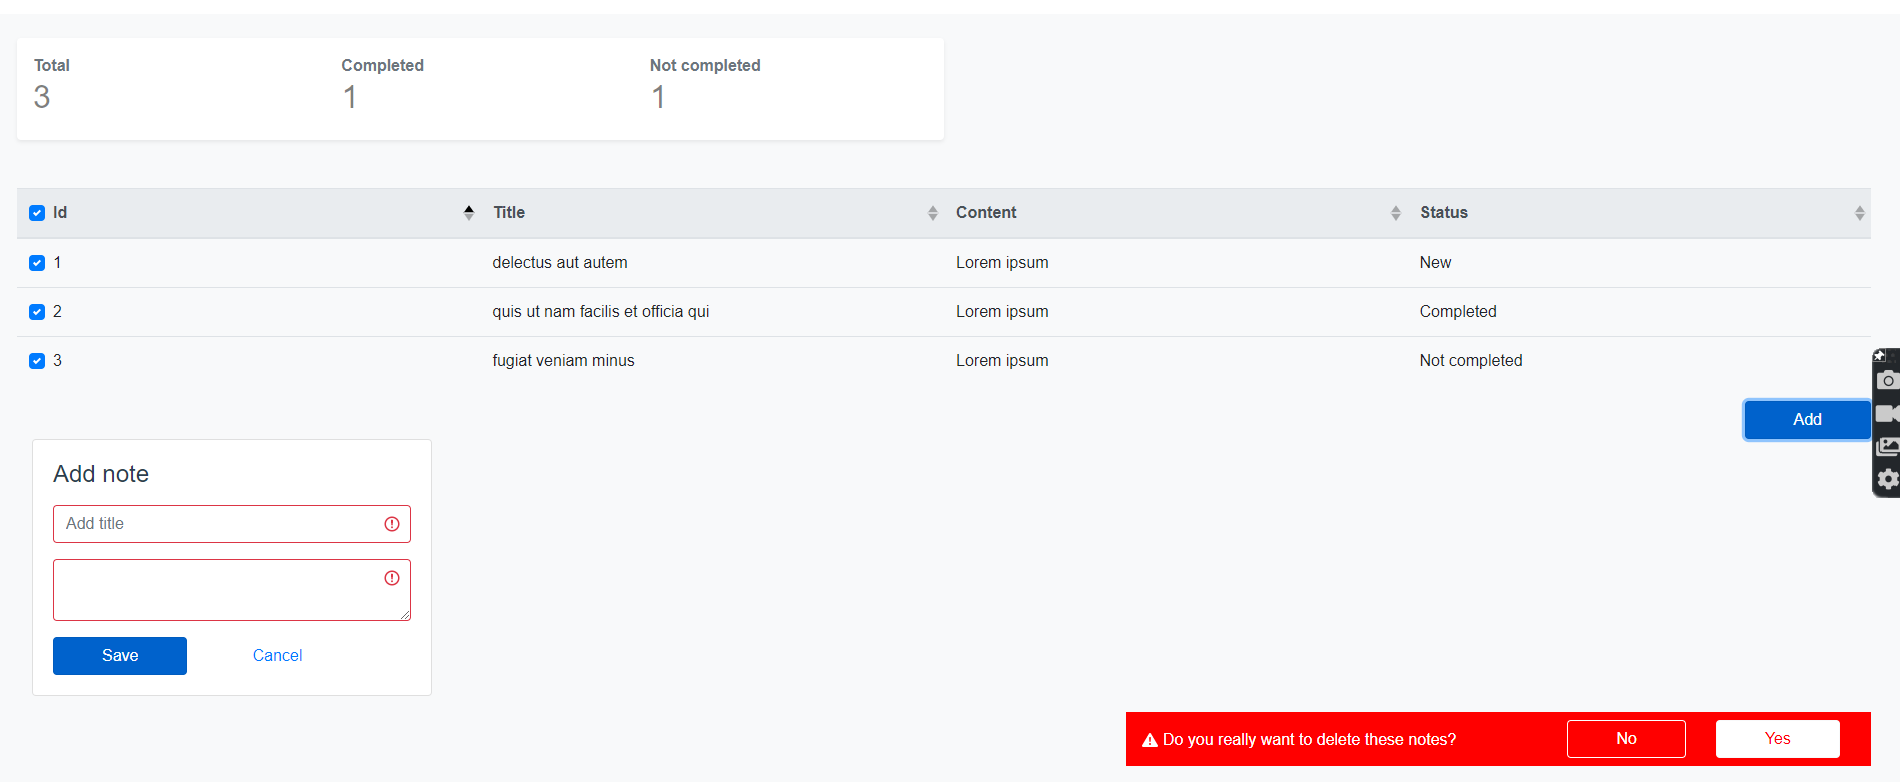 Total Completed Not completed
3 1 1
Id Title Content Status
1 delectus aut autem Lorem ipsum New
2 quis ut nam facilis et officia qui Lorem ipsum Completed
3 fugiat veniam minus Lorem ipsum Not completed
Add
Add note
Add title
Save Cancel
Do you really want to delete these notes? No Yes